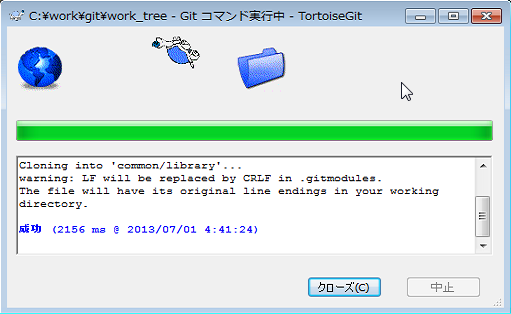 C:¥work¥git¥work_tree - Git コマンド実行中 - TortoiseGit
Cloning into 'common/library'...
warning: LF will be replaced by CRLF in .gitmodules.
The file will have its original line endings in your working
directory.
成功 (2156 ms @ 2013/07/01 4:41:24)
クローズ(C)
中止